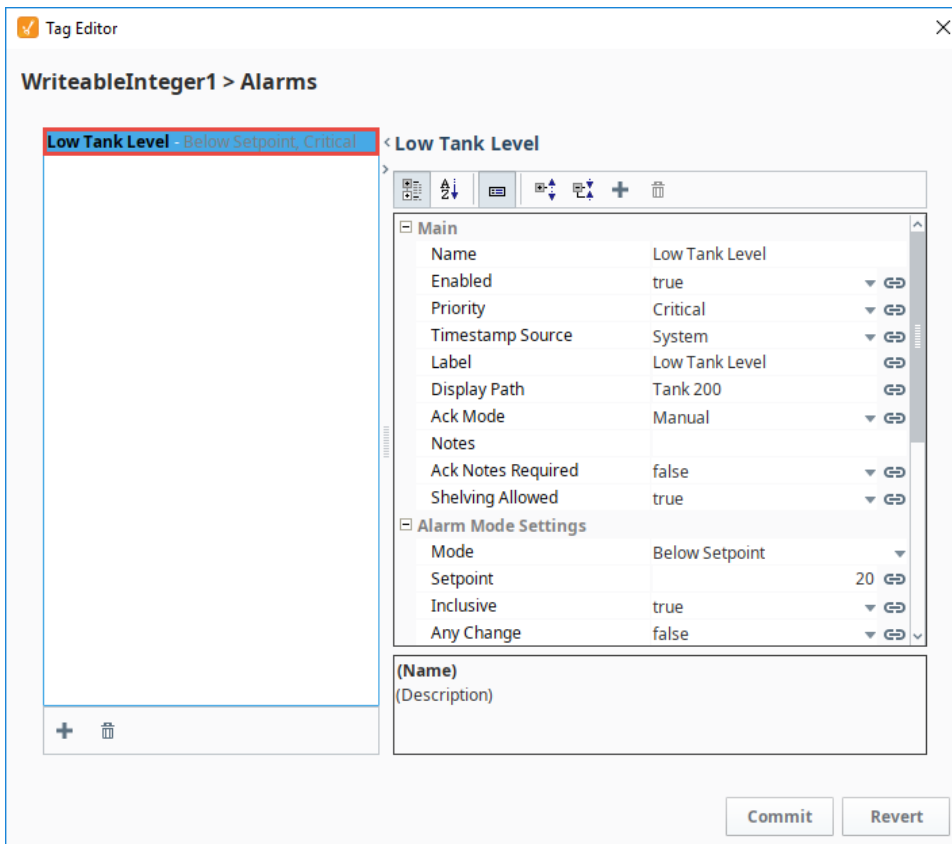 Tag Editor
WriteableInteger1 > Alarms
Low Tank Level - Below Setpoint, Critical
Low Tank Level
Main
Name Low Tank Level
Enabled true
Priority Critical
Timestamp Source System
Label Low Tank Level
Display Path Tank 200
Ack Mode Manual
Notes
Ack Notes Required false
Shelving Allowed true
Alarm Mode Settings
Mode Below Setpoint
Setpoint 20
Inclusive true
Any Change false
(Name)
(Description)
Commit Revert